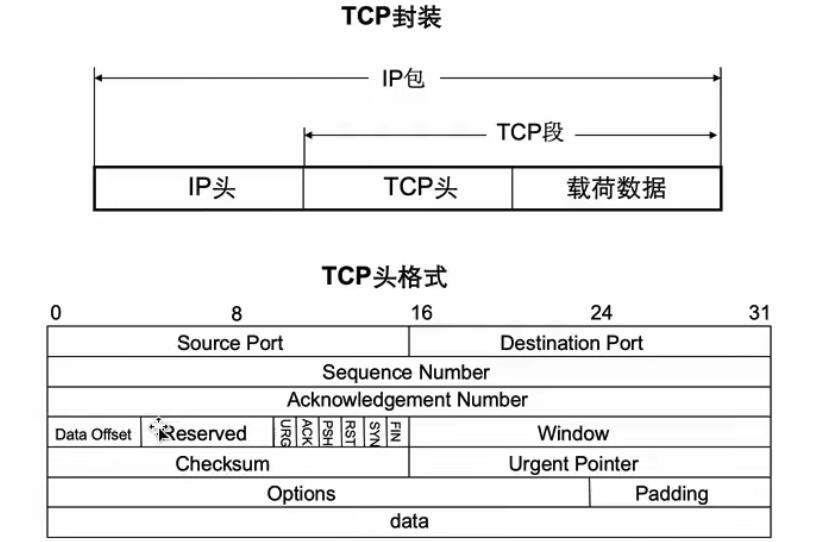 TCP封装
IP包
TCP段
IP头 TCP头 载荷数据
TCP头格式
0 8 16 24 31
Source Port Destination Port
Sequence Number
Acknowledgement Number
Data Offset Reserved URG ACK PSH RST SYN FIN Window
Checksum Urgent Pointer
Options Padding
data